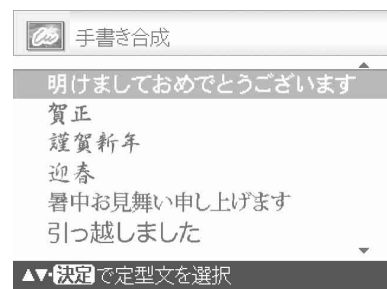 手書き合成
明けましておめでとうございます
賀正
謹賀新年
迎春
暑中お見舞い申し上げます
引っ越しました
▲▼・決定で定型文を選択